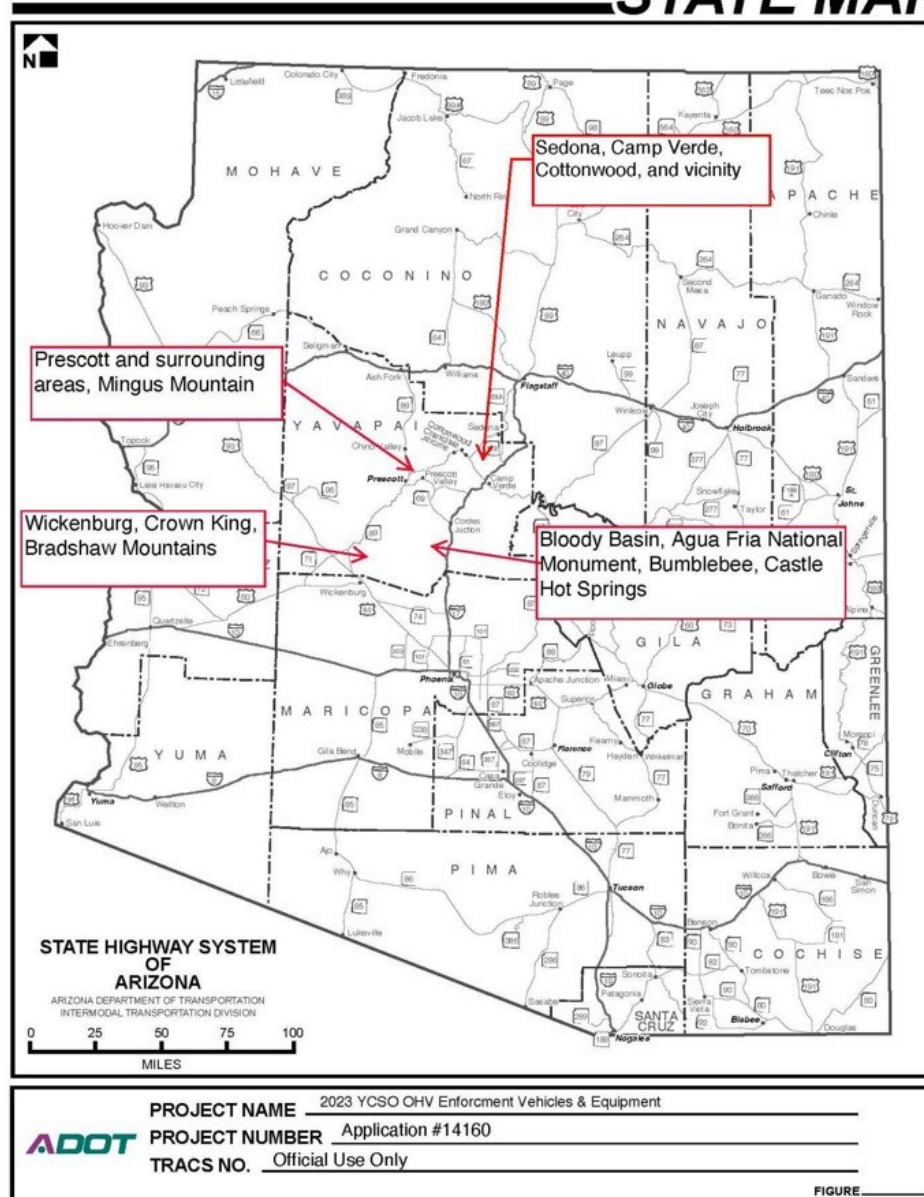 STATE MAP
N
Littlefield
Colorado City
Fredonia
Page
Teec Nos Pos
Jacob Lake
Kayenta
MOHAVE
Sedona, Camp Verde,
Cottonwood, and vicinity
APACHE
North Rim
City
Chinle
Hoover Dam
Grand Canyon
COCONINO
Second
Mesa
Ganado
Window
Rock
Peach Springs
NAVAJO
Seligman
Leupp
Prescott and surrounding
areas, Mingus Mountain
Ash Fork
Williams
Flagstaff
Sanders
Winslow
Joseph
City
Holbrook
YAVAPAI
Sedona
Cottonwood
Clarkdale
Jerome
Topock
Chino Valley
Lake Havasu City
Prescott
Prescott
Valley
Camp
Verde
Snowflake
Taylor
St.
Johns
Cordes
Juction
Wickenburg, Crown King,
Bradshaw Mountains
Bloody Basin, Agua Fria National
Monument, Bumblebee, Castle
Hot Springs
Springerville
Wickenburg
Alpine
Quartzsite
Ehrenberg
GILA
GREENLEE
Phoenix
Apache Junction
Miami
Globe
Superior
GRAHAM
MARICOPA
YUMA
Gila Bend
Mobile
Florence
Kearny
Coolidge
Hayden
Winkelman
Morenci
Clifton
Casa
Grande
Pima
Thatcher
Safford
Yuma
Wellton
Eloy
Mammoth
Fort Grant
Bonita
Duncan
San Luis
PINAL
Ajo
Why
PIMA
Willcox
Bowie
San
Simon
Robles
Junction
Tucson
Lukeville
Benson
COCHISE
STATE HIGHWAY SYSTEM
OF
ARIZONA
ARIZONA DEPARTMENT OF TRANSPORTATION
INTERMODAL TRANSPORTATION DIVISION
Sonoita
Tombstone
Sasabe
Patagonia
Sierra
Vista
SANTA
CRUZ
Bisbee
Douglas
Nogales
0 25 50 75 100
MILES
ADOT
PROJECT NAME 2023 YCSO OHV Enforcment Vehicles & Equipment
PROJECT NUMBER Application #14160
TRACS NO. Official Use Only
FIGURE